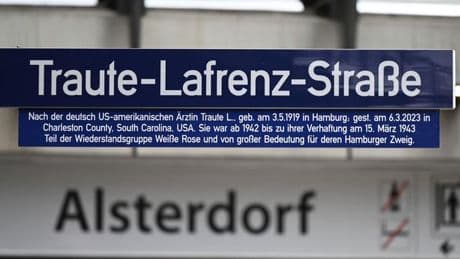 Traute-Lafrenz-Straße
Nach der deutsch US-amerikanischen Ärztin Traute L., geb. am 3.5.1919 in Hamburg; gest. am 6.3.2023 in
Charleston County, South Carolina, USA. Sie war ab 1942 bis zu ihrer Verhaftung am 15. März 1943
Teil der Wiederstandsgruppe Weiße Rose und von großer Bedeutung für deren Hamburger Zweig.
Alsterdorf